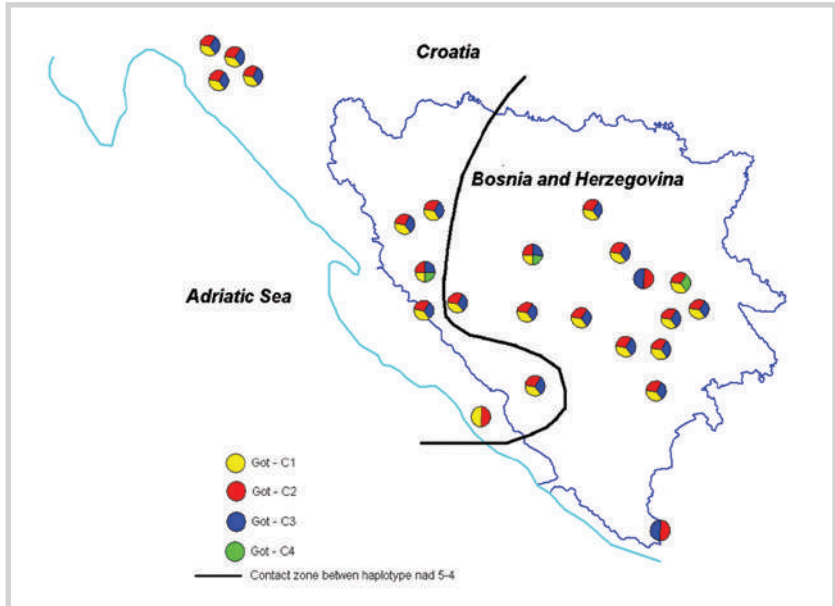 Croatia
Bosnia and Herzegovina
Adriatic Sea
Got - C1
Got - C2
Got - C3
Got - C4
Contact zone betwen haplotype nad 5-4